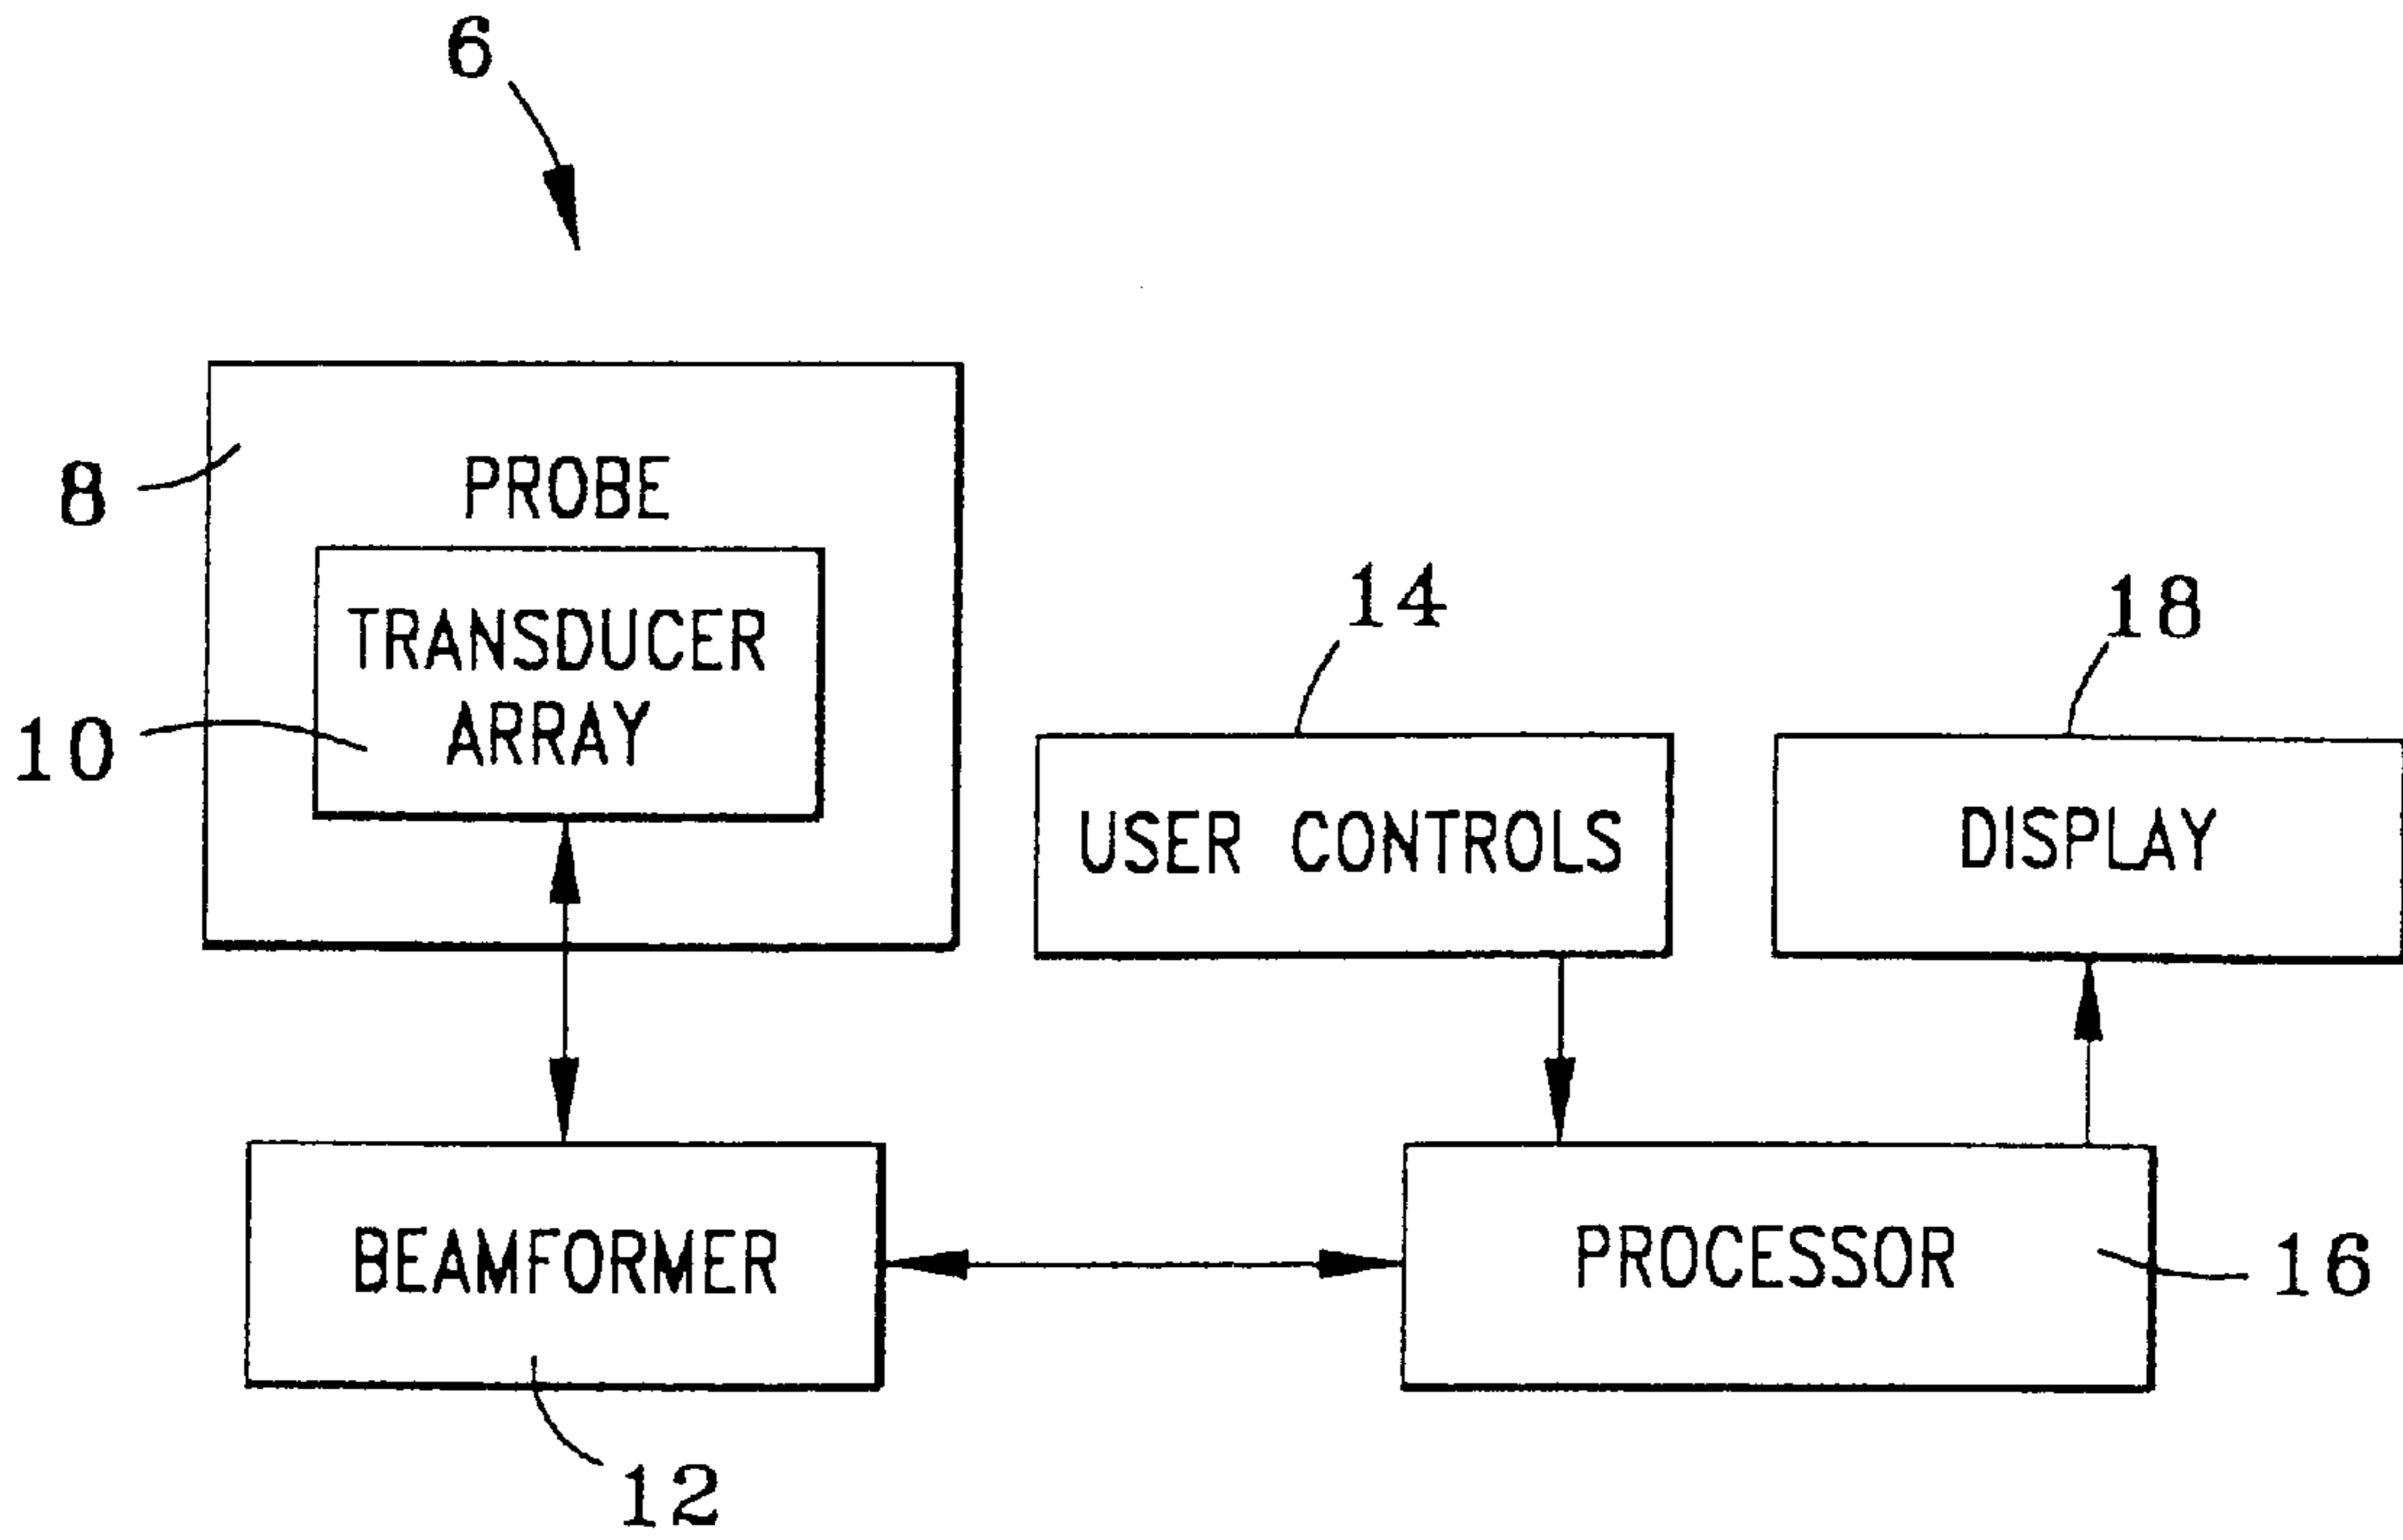 6
8
PROBE
TRANSDUCER
ARRAY
10
14
18
USER CONTROLS
DISPLAY
BEAMFORMER
PROCESSOR
16
12